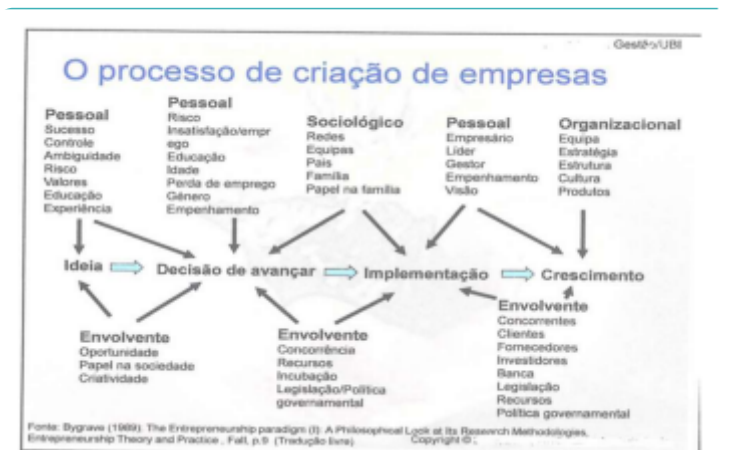 Gestão/UBI
O processo de criação de empresas
Pessoal
Sucesso
Controle
Ambiguidade
Risco
Valores
Educação
Experiência
Pessoal
Risco
Insatisfação/empr
ego
Educação
Idade
Perda de emprego
Género
Empenhamento
Sociológico
Redes
Equipas
Pais
Família
Papel na família
Pessoal
Empresário
Líder
Gestor
Empenhamento
Visão
Organizacional
Equipa
Estratégia
Estrutura
Cultura
Produtos
Ideia
Decisão de avançar
Implementação
Crescimento
Envolvente
Oportunidade
Papel na sociedade
Criatividade
Envolvente
Concorrência
Recursos
Incubação
Legislação/Política
governamental
Envolvente
Concorrentes
Clientes
Fornecedores
Investidores
Banca
Legislação
Recursos
Política governamental
Fonte: Bygrave (1989). The Entrepreneurship paradigm (I): A Philosophical Look at Its Research Methodologies,
Entrepreneurship Theory and Practice , Fall, p.9 (Tradução livre)
Copyright © :